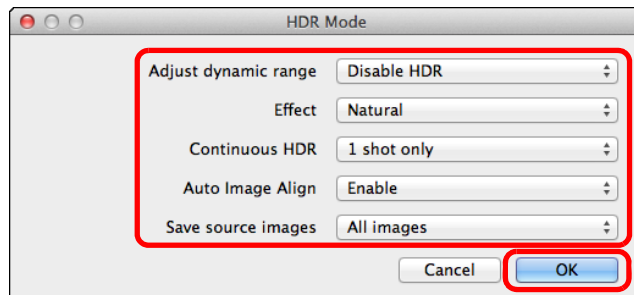 HDR Mode
Adjust dynamic range Disable HDR
Effect Natural
Continuous HDR 1 shot only
Auto Image Align Enable
Save source images All images
Cancel OK